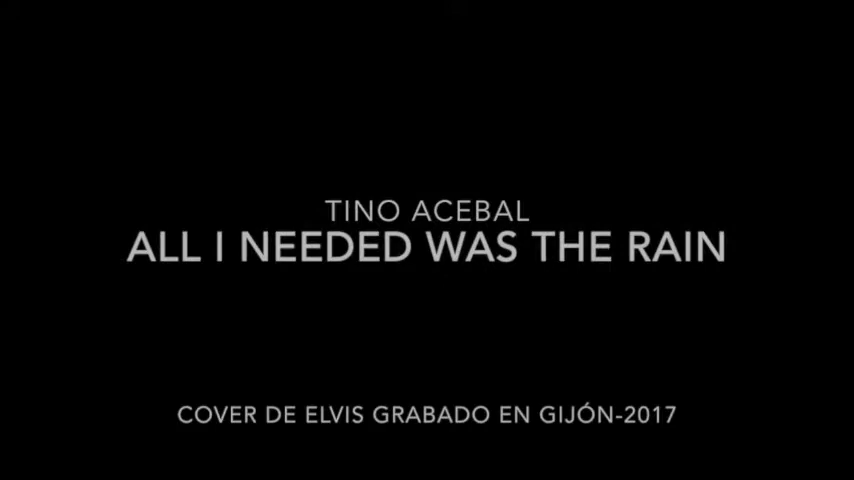 TINO ACEBAL
ALL I NEEDED WAS THE RAIN
COVER DE ELVIS GRABADO EN GIJÓN-2017